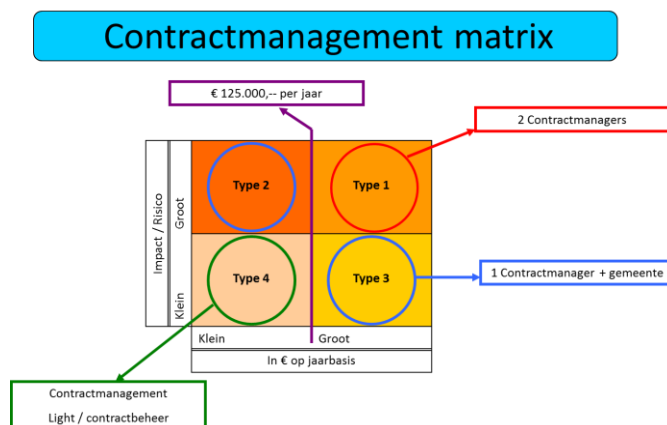 Contractmanagement matrix
€ 125.000,-- per jaar
2 Contractmanagers
Impact / Risico
Groot
Klein
Type 2
Type 1
Type 4
Type 3
1 Contractmanager + gemeente
Klein
Groot
In € op jaarbasis
Contractmanagement
Light / contractbeheer